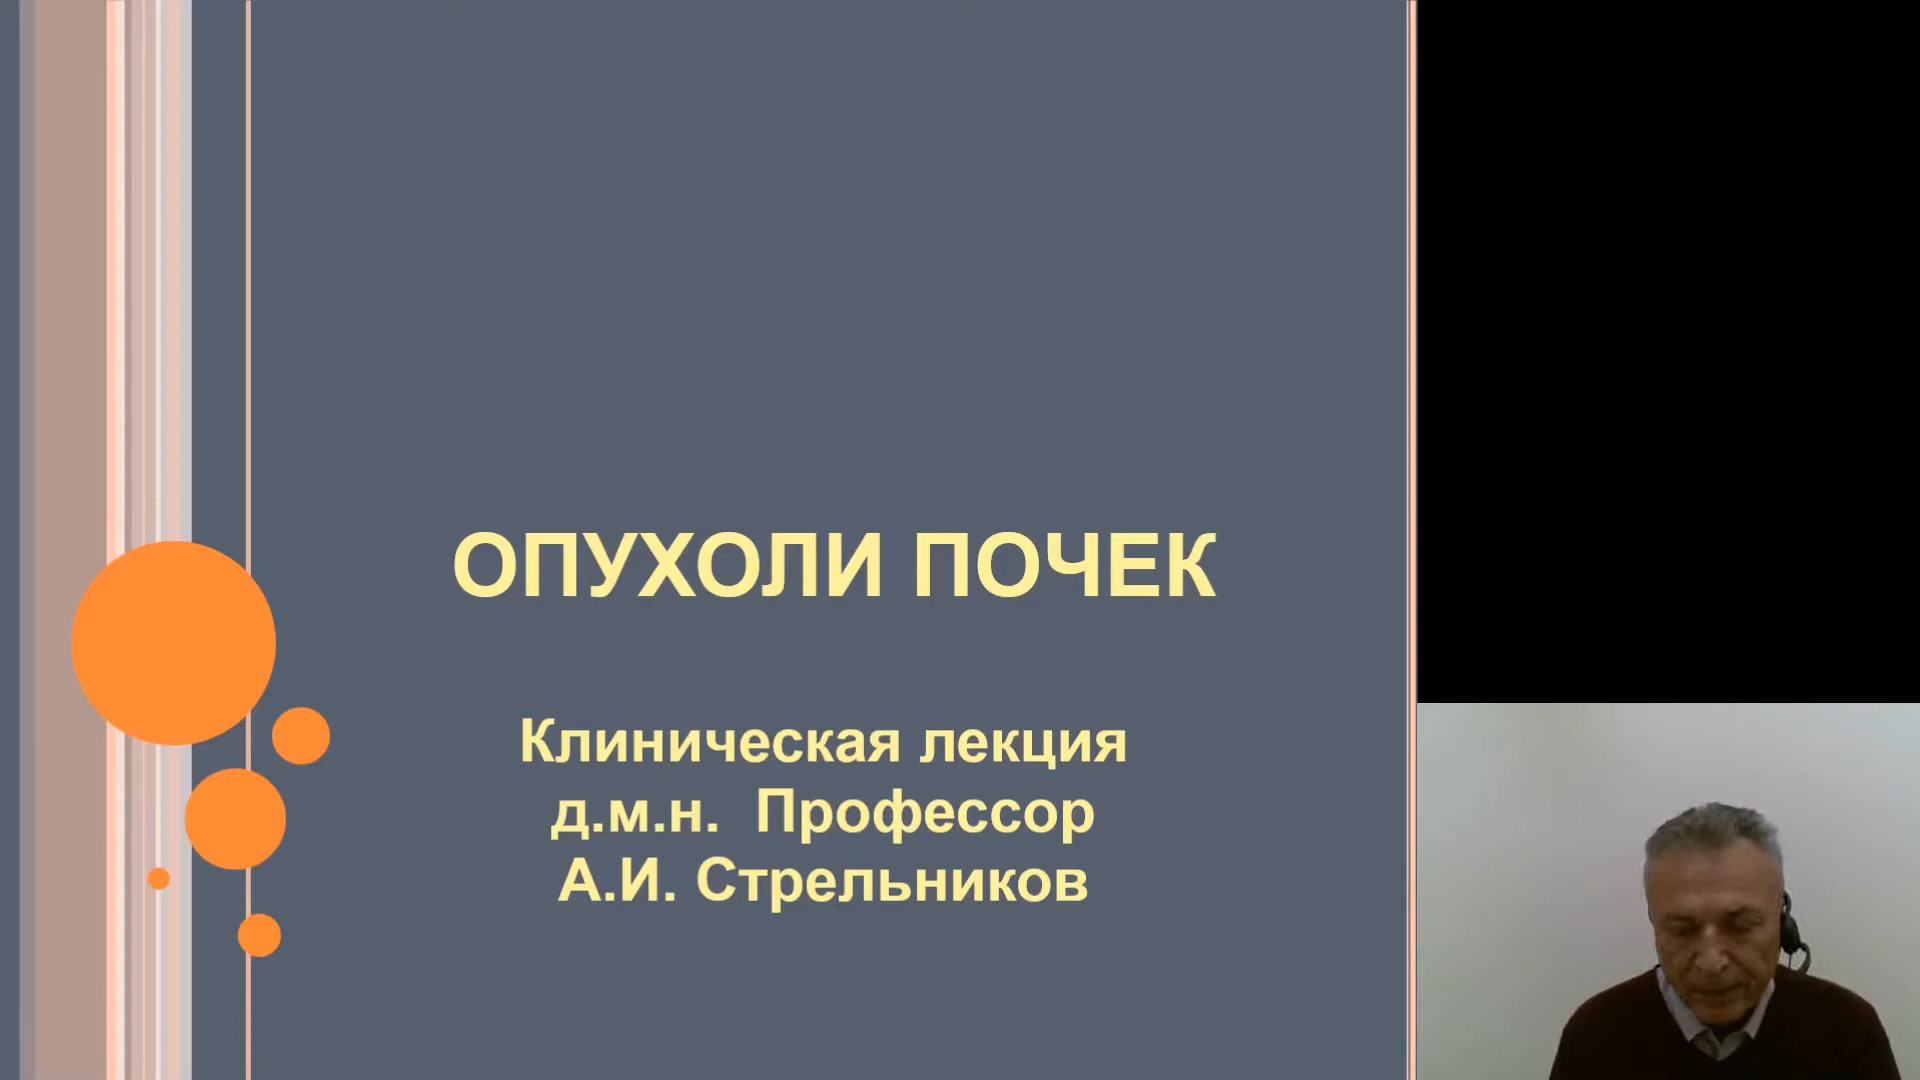 ОПУХОЛИ ПОЧЕК
Клиническая лекция
д.м.н. Профессор
А.И. Стрельников